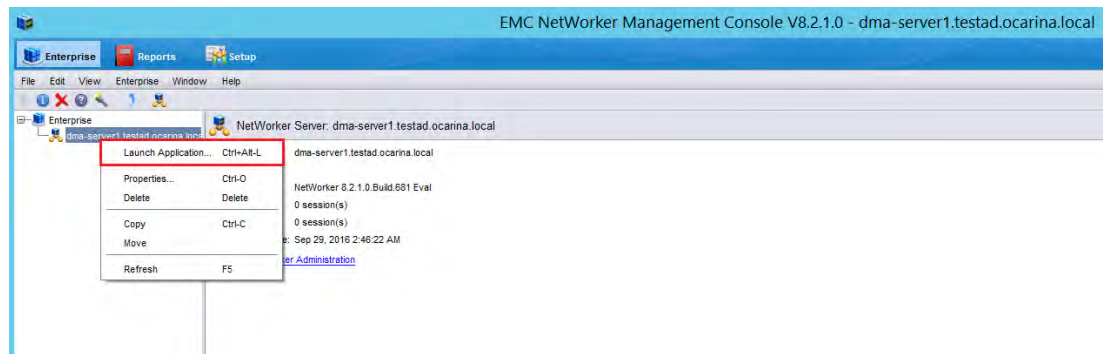 EMC NetWorker Management Console V8.2.1.0 - dma-server1.testad.ocarina.local
Enterprise Reports Setup
File Edit View Enterprise Window Help
Enterprise
dma-server1.testad.ocarina.loca
NetWorker Server: dma-server1.testad.ocarina.local
Launch Application... Ctrl+Alt-L
dma-server1.testad.ocarina.local
Properties... Ctrl-O
NetWorker 8.2.1.0.Build.681 Eval
Delete Delete
0 session(s)
Copy Ctrl-C
0 session(s)
Move
e: Sep 29, 2016 2:46:22 AM
ker Administration
Refresh F5